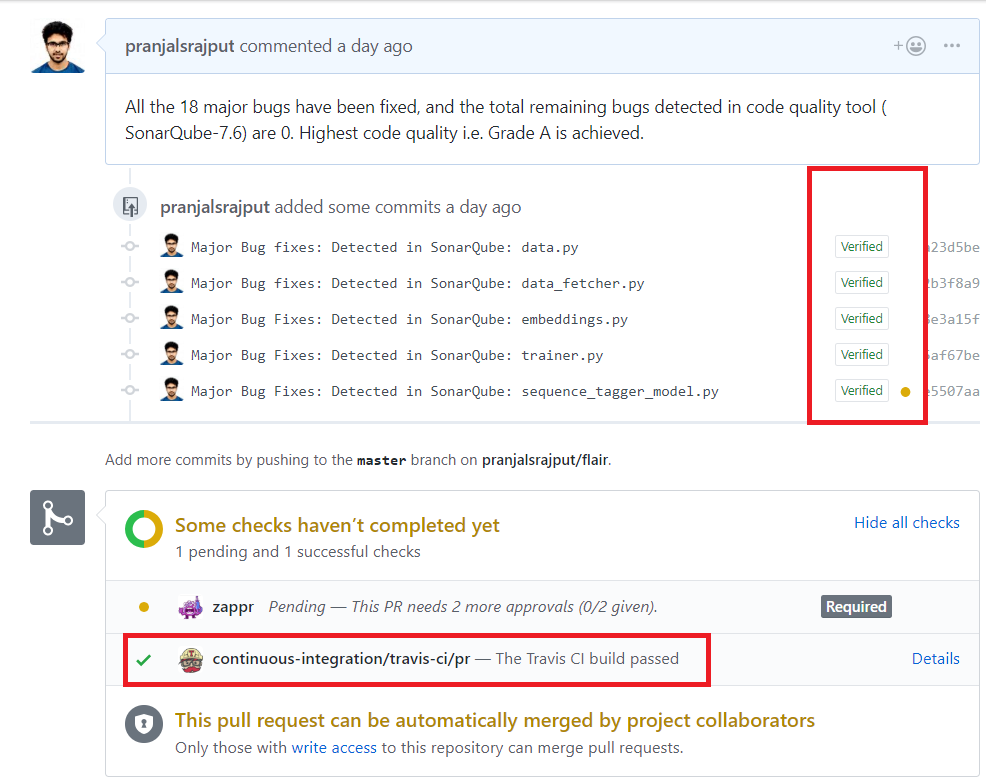 pranjalsrajput commented a day ago
All the 18 major bugs have been fixed, and the total remaining bugs detected in code quality tool (
SonarQube-7.6) are 0. Highest code quality i.e. Grade A is achieved.
pranjalsrajput added some commits a day ago
Major Bug fixes: Detected in SonarQube: data.py Verified 23d5be
Major Bug fixes: Detected in SonarQube: data_fetcher.py Verified b3f8a9
Major Bug Fixes: Detected in SonarQube: embeddings.py Verified e3a15f
Major Bug Fixes: Detected in SonarQube: trainer.py Verified af67be
Major Bug Fixes: Detected in SonarQube: sequence_tagger_model.py Verified 5507aa
Add more commits by pushing to the master branch on pranjalsrajput/flair.
Some checks haven't completed yet Hide all checks
1 pending and 1 successful checks
zappr Pending — This PR needs 2 more approvals (0/2 given). Required
continuous-integration/travis-ci/pr — The Travis CI build passed Details
This pull request can be automatically merged by project collaborators
Only those with write access to this repository can merge pull requests.